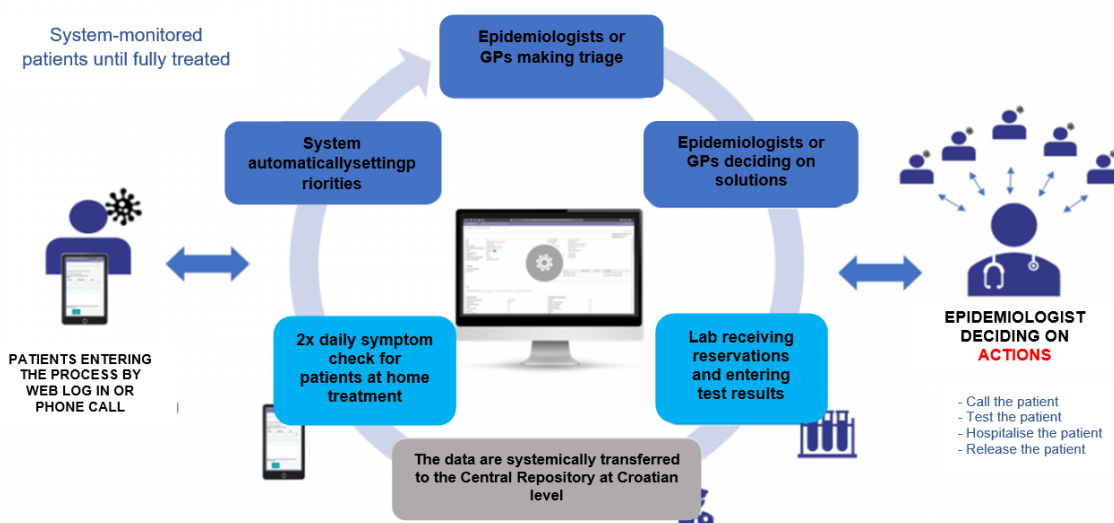 System-monitored
patients until fully treated
Epidemiologists or
GPs making triage
System
automaticallysettingp
riorities
Epidemiologists or
GPs deciding on
solutions
2x daily symptom
check for
patients at home
treatment
Lab receiving
reservations
and entering
test results
The data are systemically transferred
to the Central Repository at Croatian
level
PATIENTS ENTERING
THE PROCESS BY
WEB LOG IN OR
PHONE CALL
EPIDEMIOLOGIST
DECIDING ON
ACTIONS
- Call the patient
- Test the patient
- Hospitalise the patient
- Release the patient